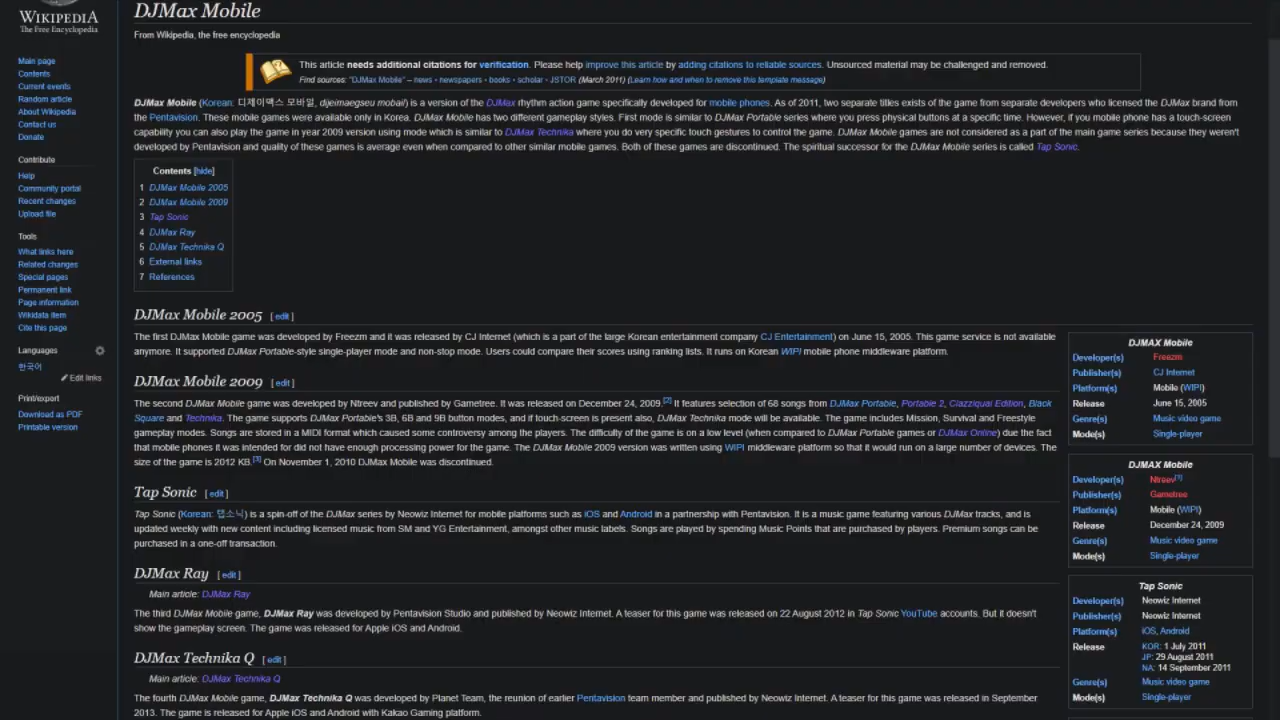 WIKIPEDIA
The Free Encyclopedia
Main page
Contents
Current events
Random article
About Wikipedia
Contact us
Donate
Contribute
Help
Community portal
Recent changes
Upload file
Tools
What links here
Related changes
Special pages
Permanent link
Page information
Wikidata item
Cite this page
Languages
한국어
Edit links
Print/export
Download as PDF
Printable version
DJMax Mobile
From Wikipedia, the free encyclopedia
This article needs additional citations for verification. Please help improve this article by adding citations to reliable sources. Unsourced material may be challenged and removed.
Find sources: "DJMax Mobile" – news · newspapers · books · scholar · JSTOR (March 2011) (Learn how and when to remove this template message)
DJMax Mobile (Korean: 디제이맥스 모바일, dijeimaegseu mobail) is a version of the DJMax rhythm action game specifically developed for mobile phones. As of 2011, two separate titles exists of the game from separate developers who licensed the DJMax brand from
the Pentavision. These mobile games were available only in Korea. DJMax Mobile has two different gameplay styles. First mode is similar to DJMax Portable series where you press physical buttons at a specific time. However, if you mobile phone has a touch-screen
capability you can also play the game in year 2009 version using mode which is similar to DJMax Technika where you do very specific touch gestures to control the game. DJMax Mobile games are not considered as a part of the main game series because they weren't
developed by Pentavision and quality of these games is average even when compared to other similar mobile games. Both of these games are discontinued. The spiritual successor for the DJMax Mobile series is called Tap Sonic.
Contents [hide]
1 DJMax Mobile 2005
2 DJMax Mobile 2009
3 Tap Sonic
4 DJMax Ray
5 DJMax Technika Q
6 External links
7 References
DJMax Mobile 2005 [ edit ]
The first DJMax Mobile game was developed by Freezm and it was released by CJ Internet (which is a part of the large Korean entertainment company CJ Entertainment) on June 15, 2005. This game service is not available
anymore. It supported DJMax Portable-style single-player mode and non-stop mode. Users could compare their scores using ranking lists. It runs on Korean WIPI mobile phone middleware platform.
DJMax Mobile 2009 [ edit ]
The second DJMax Mobile game was developed by Ntreev and published by Gametree. It was released on December 24, 2009.[2] It features selection of 68 songs from DJMax Portable, Portable 2, Clazziquai Edition, Black
Square and Technika. The game supports DJMax Portable's 3B, 6B and 9B button modes, and if touch-screen is present also, DJMax Technika mode will be available. The game includes Mission, Survival and Freestyle
gameplay modes. Songs are stored in a MIDI format which caused some controversy among the players. The difficulty of the game is on a low level (when compared to DJMax Portable games or DJMax Online) due the fact
that mobile phones it was intended for did not have enough processing power for the game. The DJMax Mobile 2009 version was written using WIPI middleware platform so that it would run on a large number of devices. The
size of the game is 2012 KB.[3] On November 1, 2010 DJMax Mobile was discontinued.
Tap Sonic [ edit ]
Tap Sonic (Korean: 탭소닉) is a spin-off of the DJMax series by Neowiz Internet for mobile platforms such as iOS and Android in a partnership with Pentavision. It is a music game featuring various DJMax tracks, and is
updated weekly with new content including licensed music from SM and YG Entertainment, amongst other music labels. Songs are played by spending Music Points that are purchased by players. Premium songs can be
purchased in a one-off transaction.
DJMax Ray [ edit ]
Main article: DJMax Ray
The third DJMax Mobile game, DJMax Ray was developed by Pentavision Studio and published by Neowiz Internet. A teaser for this game was released on 22 August 2012 in Tap Sonic YouTube accounts. But it doesn't
show the gameplay screen. The game was released for Apple iOS and Android.
DJMax Technika Q [ edit ]
Main article: DJMax Technika Q
The fourth DJMax Mobile game, DJMax Technika Q was developed by Planet Team, the reunion of earlier Pentavision team member and published by Neowiz Internet. A teaser for this game was released in September
2013. The game is released for Apple iOS and Android with Kakao Gaming platform.
DJMAX Mobile
Developer(s) Freezm
Publisher(s) CJ Internet
Platform(s) Mobile (WIPI)
Release June 15, 2005
Genre(s) Music video game
Mode(s) Single-player
DJMAX Mobile
Developer(s) Ntreev[1]
Publisher(s) Gametree
Platform(s) Mobile (WIPI)
Release December 24, 2009
Genre(s) Music video game
Mode(s) Single-player
Tap Sonic
Developer(s) Neowiz Internet
Publisher(s) Neowiz Internet
Platform(s) iOS, Android
Release KOR: 1 July 2011
JP: 29 August 2011
NA: 14 September 2011
Genre(s) Music video game
Mode(s) Single-player